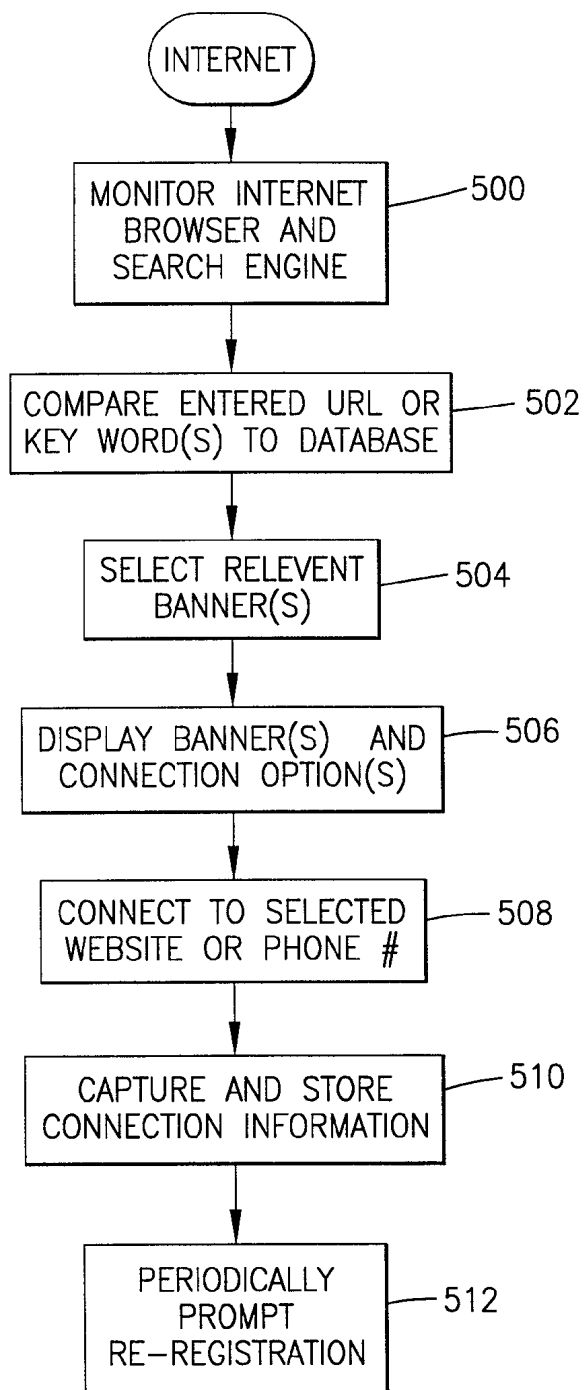 INTERNET
MONITOR INTERNET
BROWSER AND
SEARCH ENGINE
500
COMPARE ENTERED URL OR
KEY WORD(S) TO DATABASE
502
SELECT RELEVENT
BANNER(S)
504
DISPLAY BANNER(S) AND
CONNECTION OPTION(S)
506
CONNECT TO SELECTED
WEBSITE OR PHONE #
508
CAPTURE AND STORE
CONNECTION INFORMATION
510
PERIODICALLY
PROMPT
RE-REGISTRATION
512